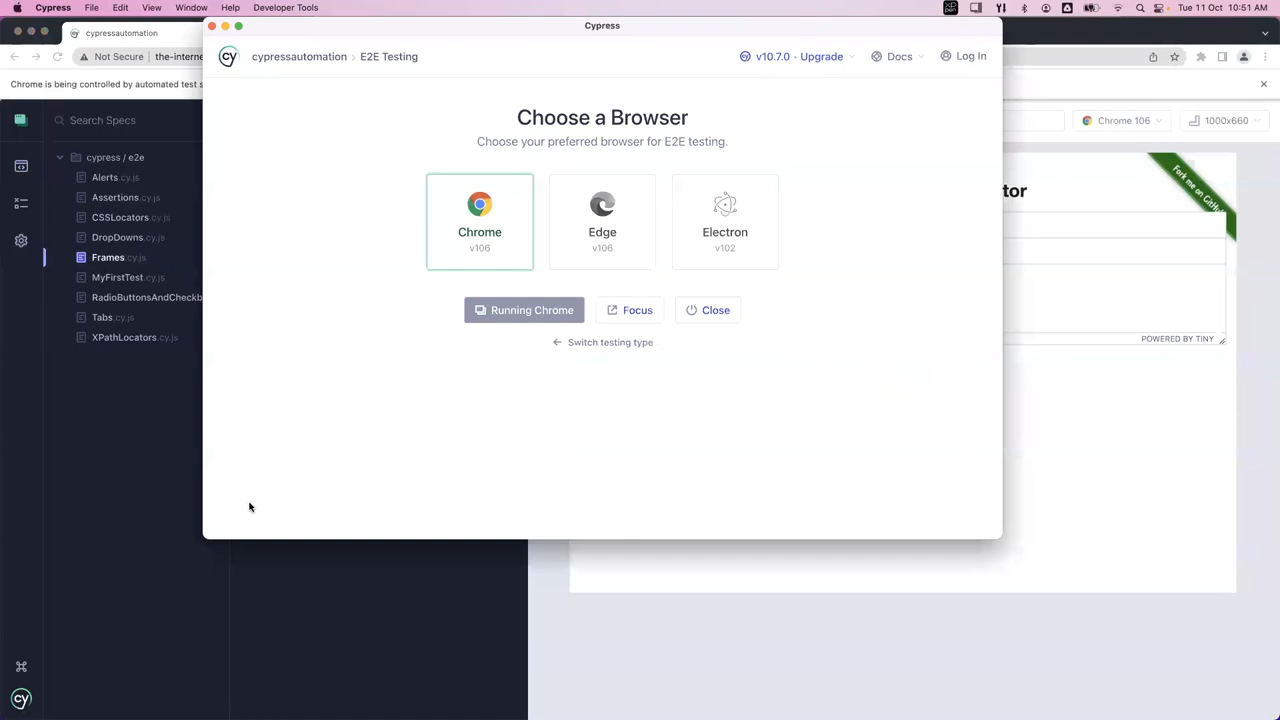 Cypress File Edit View Window Help Developer Tools
Tue 11 Oct 10:51 AM
cypressautomation
Cypress
Not Secure the-interne
cypressautomation › E2E Testing
v10.7.0 · Upgrade
Docs
Log In
Chrome is being controlled by automated test s
Search Specs
Chrome 106
1000x660
Choose a Browser
Choose your preferred browser for E2E testing.
cypress / e2e
Alerts.cy.js
Assertions.cy.js
CSSLocators.cy.js
DropDowns.cy.js
Frames.cy.js
MyFirstTest.cy.js
RadioButtonsAndCheckb
Tabs.cy.js
XPathLocators.cy.js
Chrome
v106
Edge
v106
Electron
v102
Running Chrome
Focus
Close
Switch testing type
tor
Fork me on GitHub
POWERED BY TINY
cy
cy